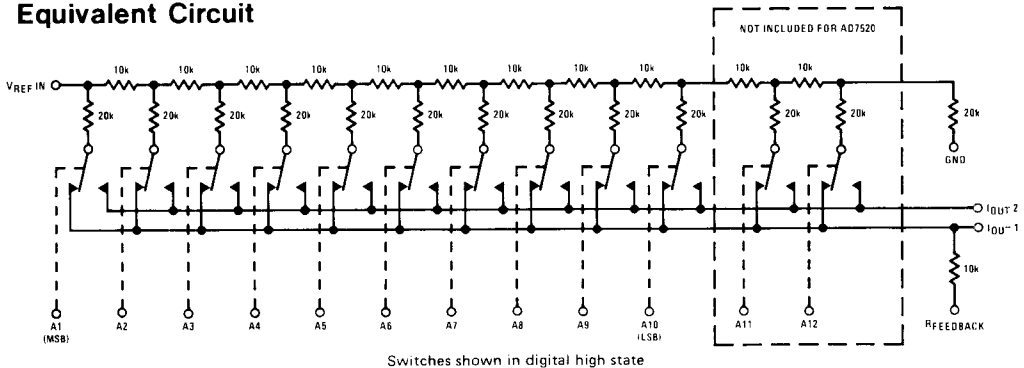 Equivalent Circuit
NOT INCLUDED FOR AD7520
10k 10k 10k 10k 10k 10k 10k 10k 10k 10k 10k
VREF IN
20k 20k 20k 20k 20k 20k 20k 20k 20k 20k 20k 20k 20k
GND
IOUT 2
IOU- 1
10k
A1 A2 A3 A4 A5 A6 A7 A8 A9 A10 A11 A12 RFEEDBACK
(MSB) (LSB)
Switches shown in digital high state